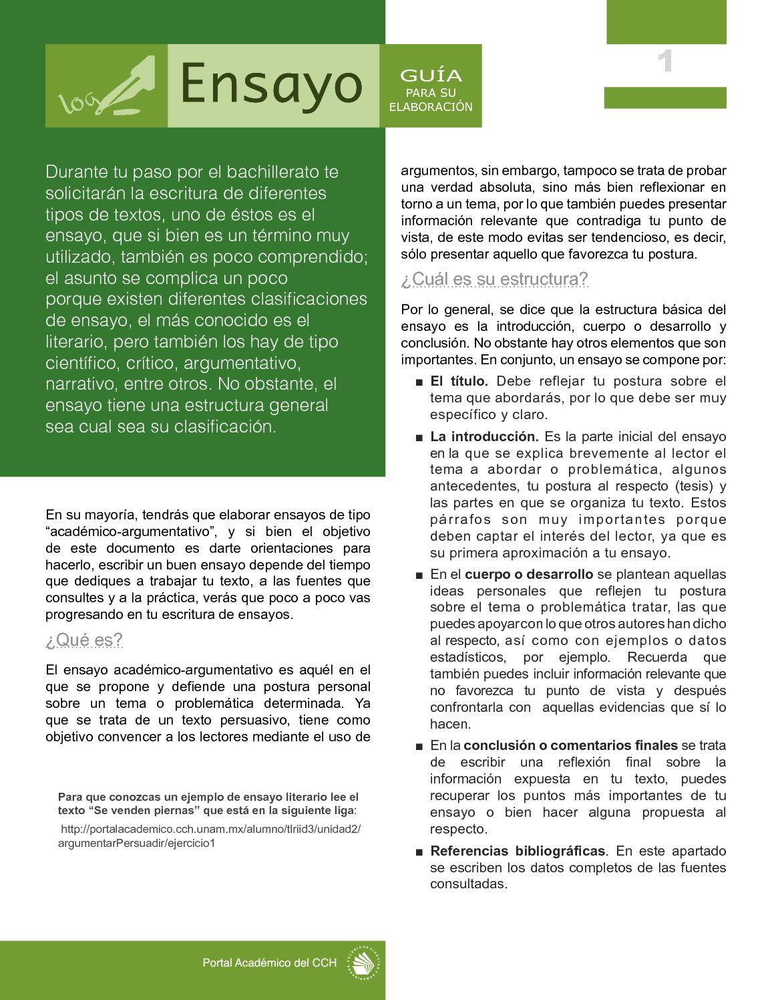 log
Ensayo
GUÍA
PARA SU
ELABORACIÓN
1
Durante tu paso por el bachillerato te
solicitarán la escritura de diferentes
tipos de textos, uno de éstos es el
ensayo, que si bien es un término muy
utilizado, también es poco comprendido;
el asunto se complica un poco
porque existen diferentes clasificaciones
de ensayo, el más conocido es el
literario, pero también los hay de tipo
científico, crítico, argumentativo,
narrativo, entre otros. No obstante, el
ensayo tiene una estructura general
sea cual sea su clasificación.
En su mayoría, tendrás que elaborar ensayos de tipo
“académico-argumentativo”, y si bien el objetivo
de este documento es darte orientaciones para
hacerlo, escribir un buen ensayo depende del tiempo
que dediques a trabajar tu texto, a las fuentes que
consultes y a la práctica, verás que poco a poco vas
progresando en tu escritura de ensayos.
¿Qué es?
El ensayo académico-argumentativo es aquél en el
que se propone y defiende una postura personal
sobre un tema o problemática determinada. Ya
que se trata de un texto persuasivo, tiene como
objetivo convencer a los lectores mediante el uso de
Para que conozcas un ejemplo de ensayo literario lee el
texto “Se venden piernas” que está en la siguiente liga:
http://portalacademico.cch.unam.mx/alumno/tlriid3/unidad2/
argumentarPersuadir/ejercicio1
argumentos, sin embargo, tampoco se trata de probar
una verdad absoluta, sino más bien reflexionar en
torno a un tema, por lo que también puedes presentar
información relevante que contradiga tu punto de
vista, de este modo evitas ser tendencioso, es decir,
sólo presentar aquello que favorezca tu postura.
¿Cuál es su estructura?
Por lo general, se dice que la estructura básica del
ensayo es la introducción, cuerpo o desarrollo y
conclusión. No obstante hay otros elementos que son
importantes. En conjunto, un ensayo se compone por:
■ El título. Debe reflejar tu postura sobre el
tema que abordarás, por lo que debe ser muy
específico y claro.
■ La introducción. Es la parte inicial del ensayo
en la que se explica brevemente al lector el
tema a abordar o problemática, algunos
antecedentes, tu postura al respecto (tesis) y
las partes en que se organiza tu texto. Estos
párrafos son muy importantes porque
deben captar el interés del lector, ya que es
su primera aproximación a tu ensayo.
■ En el cuerpo o desarrollo se plantean aquellas
ideas personales que reflejen tu postura
sobre el tema o problemática tratar, las que
puedes apoyar con lo que otros autores han dicho
al respecto, así como con ejemplos o datos
estadísticos, por ejemplo. Recuerda que
también puedes incluir información relevante que
no favorezca tu punto de vista y después
confrontarla con aquellas evidencias que sí lo
hacen.
■ En la conclusión o comentarios finales se trata
de escribir una reflexión final sobre la
información expuesta en tu texto, puedes
recuperar los puntos más importantes de tu
ensayo o bien hacer alguna propuesta al
respecto.
■ Referencias bibliográficas. En este apartado
se escriben los datos completos de las fuentes
consultadas.
Portal Académico del CCH
COLEGIO DE CIENCIAS Y HUMANIDADES